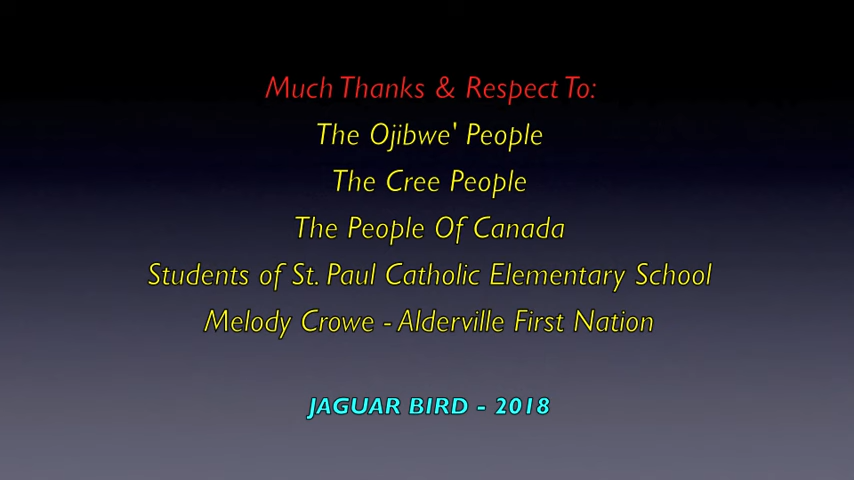 Much Thanks & Respect To:
The Ojibwe' People
The Cree People
The People Of Canada
Students of St. Paul Catholic Elementary School
Melody Crowe - Alderville First Nation
JAGUAR BIRD - 2018